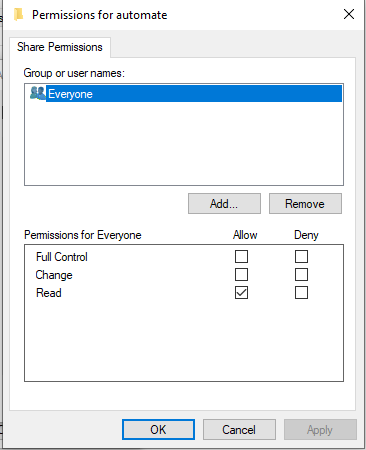 Permissions for automate
Share Permissions
Group or user names:
Everyone
Add... Remove
Permissions for Everyone Allow Deny
Full Control
Change
Read
OK Cancel Apply